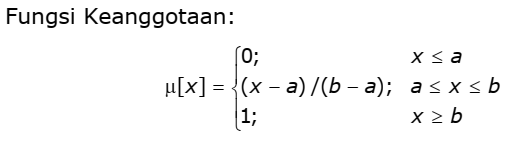 Fungsi Keanggotaan:
0; x ≤ a
μ[x] = { (x − a) /(b − a); a ≤ x ≤ b
1; x ≥ b